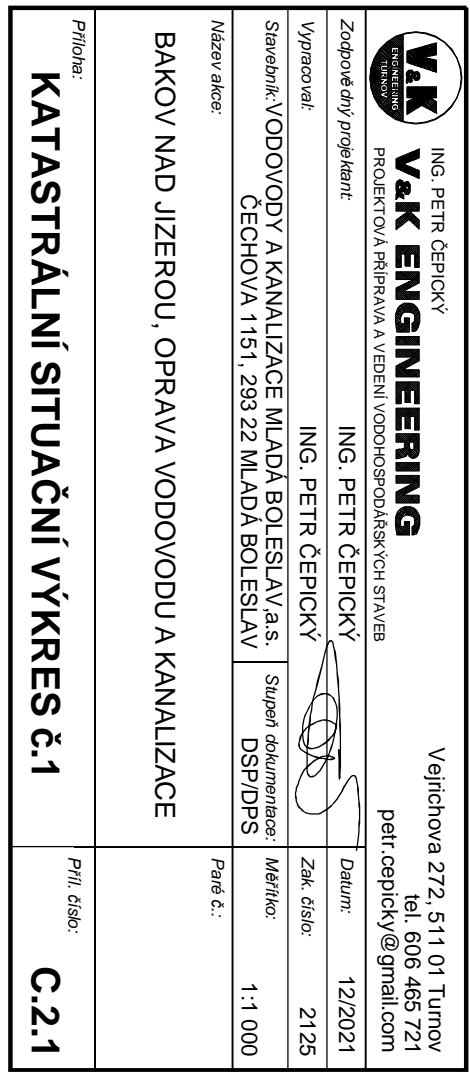 V&K
ENGINEERING
TURNOV
ING. PETR ČEPICKÝ
V&K ENGINEERING
PROJEKTOVÁ PŘÍPRAVA A VEDENÍ VODOHOSPODÁŘSKÝCH STAVEB
Vejrichova 272, 511 01 Turnov
tel. 606 465 721
petr.cepicky@gmail.com
Zodpovědný projektant: ING. PETR ČEPICKÝ
Datum: 12/2021
Vypracoval: ING. PETR ČEPICKÝ
Zak. číslo: 2125
Stavebník: VODOVODY A KANALIZACE MLADÁ BOLESLAV,a.s.
ČECHOVA 1151, 293 22 MLADÁ BOLESLAV
Stupeň dokumentace:
DSP/DPS
Měřítko: 1:1 000
Název akce:
BAKOV NAD JIZEROU, OPRAVA VODOVODU A KANALIZACE
Paré č.:
Příloha:
KATASTRÁLNÍ SITUAČNÍ VÝKRES č.1
Příl. číslo:
C.2.1